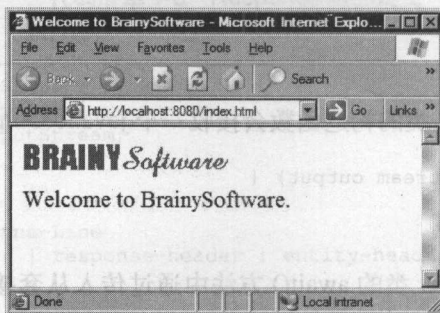 Welcome to BrainySoftware - Microsoft Internet Explo...
File Edit View Favorites Tools Help
Back Search »
Address http://localhost:8080/index.html Go Links »
BRAINY Software
Welcome to BrainySoftware.
Done Local intranet